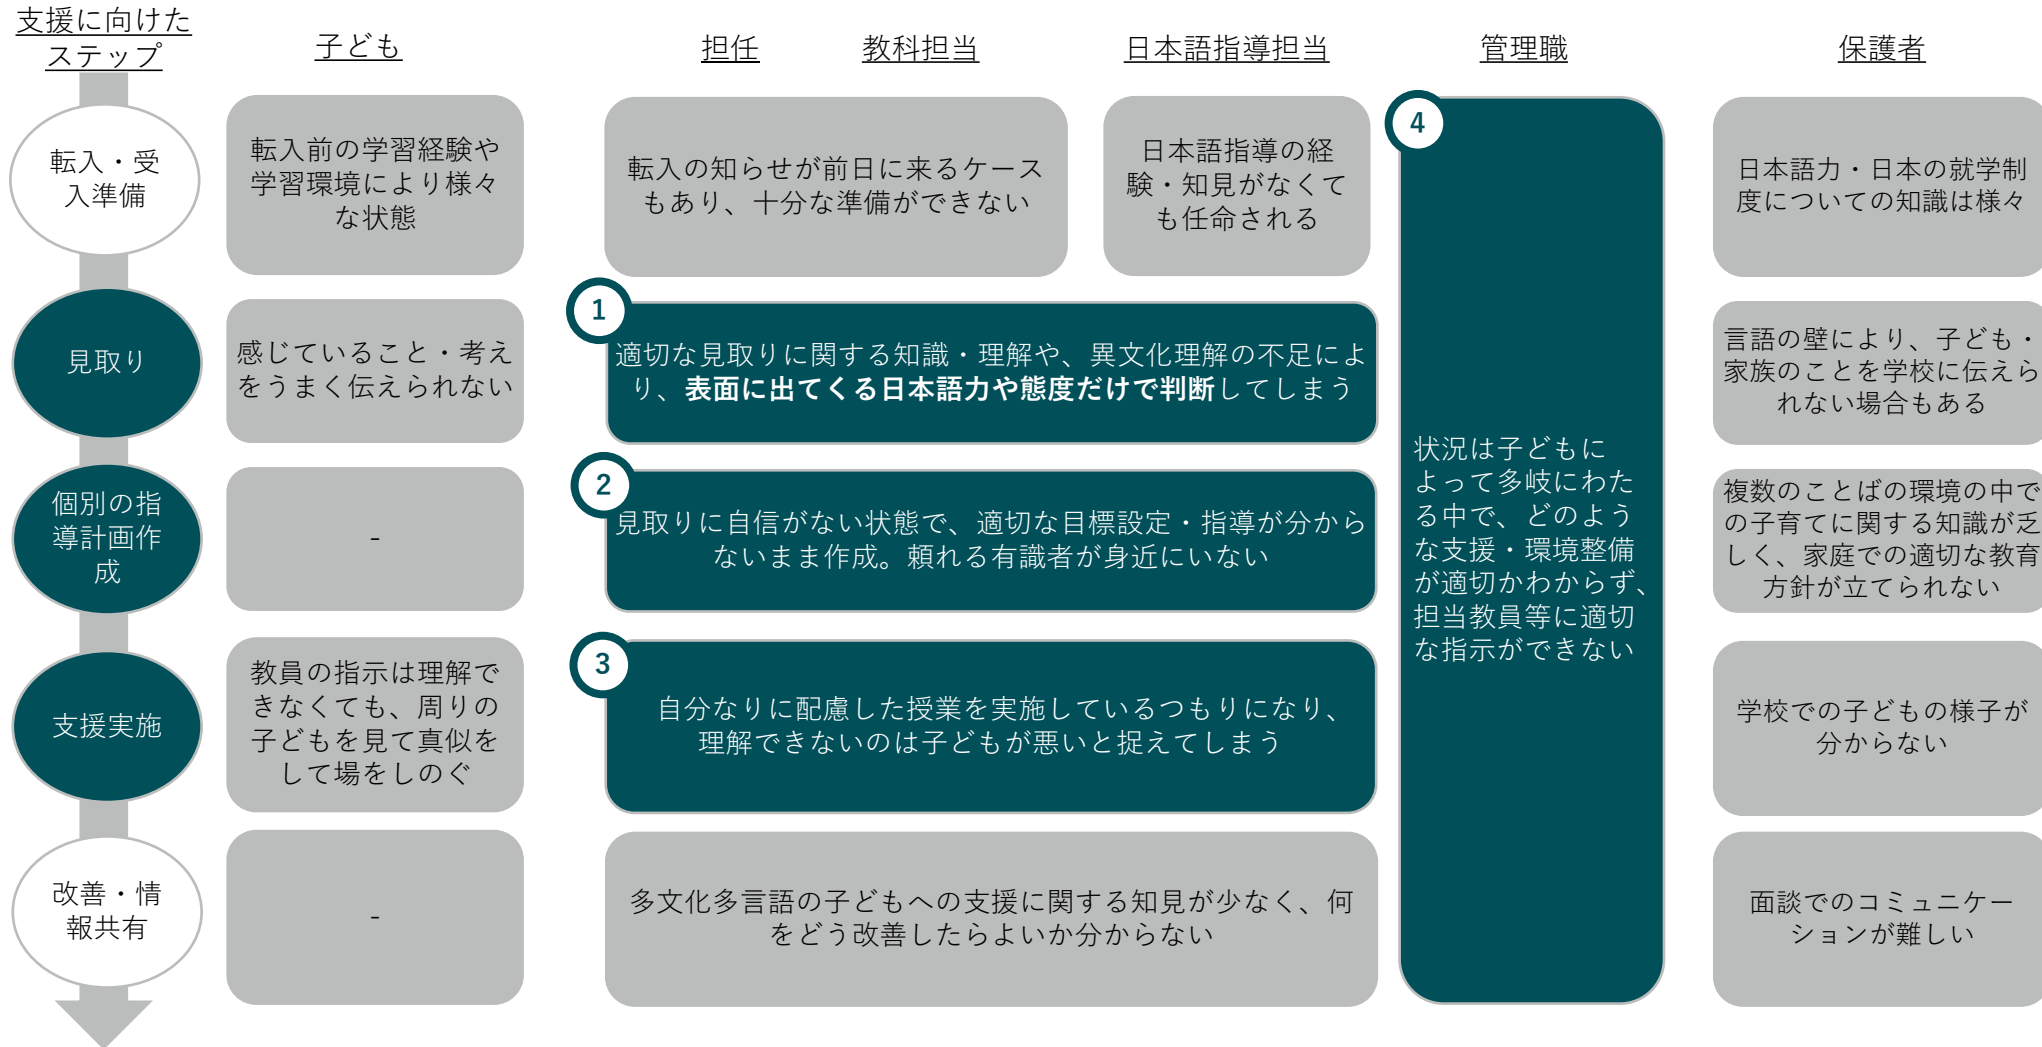 支援に向けた
ステップ
子ども
担任
教科担当
日本語指導担当
管理職
保護者
転入・受
入準備
転入前の学習経験や
学習環境により様々
な状態
転入の知らせが前日に来るケース
もあり、十分な準備ができない
日本語指導の経
験・知見がなくて
も任命される
4
状況は子どもに
よって多岐にわた
る中で、どのよう
な支援・環境整備
が適切かわからず、
担当教員等に適切
な指示ができない
日本語力・日本の就学制
度についての知識は様々
見取り
感じていること・考え
をうまく伝えられない
1
適切な見取りに関する知識・理解や、異文化理解の不足によ
り、表面に出てくる日本語力や態度だけで判断してしまう
言語の壁により、子ども・
家族のことを学校に伝えら
れない場合もある
個別の指
導計画作
成
-
2
見取りに自信がない状態で、適切な目標設定・指導が分から
ないまま作成。頼れる有識者が身近にいない
複数のことばの環境の中で
の子育てに関する知識が乏
しく、家庭での適切な教育
方針が立てられない
支援実施
教員の指示は理解で
きなくても、周りの
子どもを見て真似を
して場をしのぐ
3
自分なりに配慮した授業を実施しているつもりになり、
理解できないのは子どもが悪いと捉えてしまう
学校での子どもの様子が
分からない
改善・情
報共有
-
多文化多言語の子どもへの支援に関する知見が少なく、何
をどう改善したらよいか分からない
面談でのコミュニケー
ションが難しい